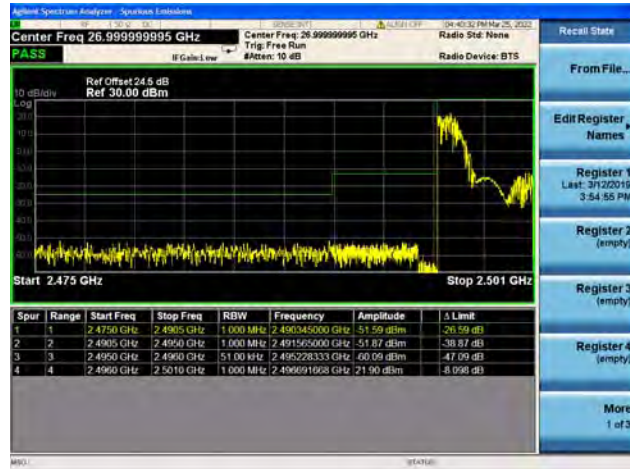 Agilent Spectrum Analyzer - Spurious Emissions
RF 50 Ω DC SENSE:INT ALIGN OFF 04:40:32 PM Mar 25, 2022
Center Freq 26.999999995 GHz
Center Freq: 26.999999995 GHz
Radio Std: None
PASS
IFGain:Low
Trig: Free Run
#Atten: 10 dB
Radio Device: BTS
Ref Offset 24.5 dB
10 dB/div Ref 30.00 dBm
Log
Start 2.475 GHz
Stop 2.501 GHz
Spur Range Start Freq Stop Freq RBW Frequency Amplitude Δ Limit
1 1 2.4750 GHz 2.4905 GHz 1.000 MHz 2.490345000 GHz -51.59 dBm -26.59 dB
2 2 2.4905 GHz 2.4950 GHz 1.000 MHz 2.491565000 GHz -51.87 dBm -38.87 dB
3 3 2.4950 GHz 2.4960 GHz 51.00 kHz 2.495228333 GHz -60.09 dBm -47.09 dB
4 4 2.4960 GHz 2.5010 GHz 1.000 MHz 2.496691668 GHz 21.90 dBm -8.098 dB
MSG
STATUS
Recall State
From File...
Edit Register
Names
Register 1
Last: 3/12/2019
3:54:55 PM
Register 2
(empty)
Register 3
(empty)
Register 4
(empty)
More
1 of 3